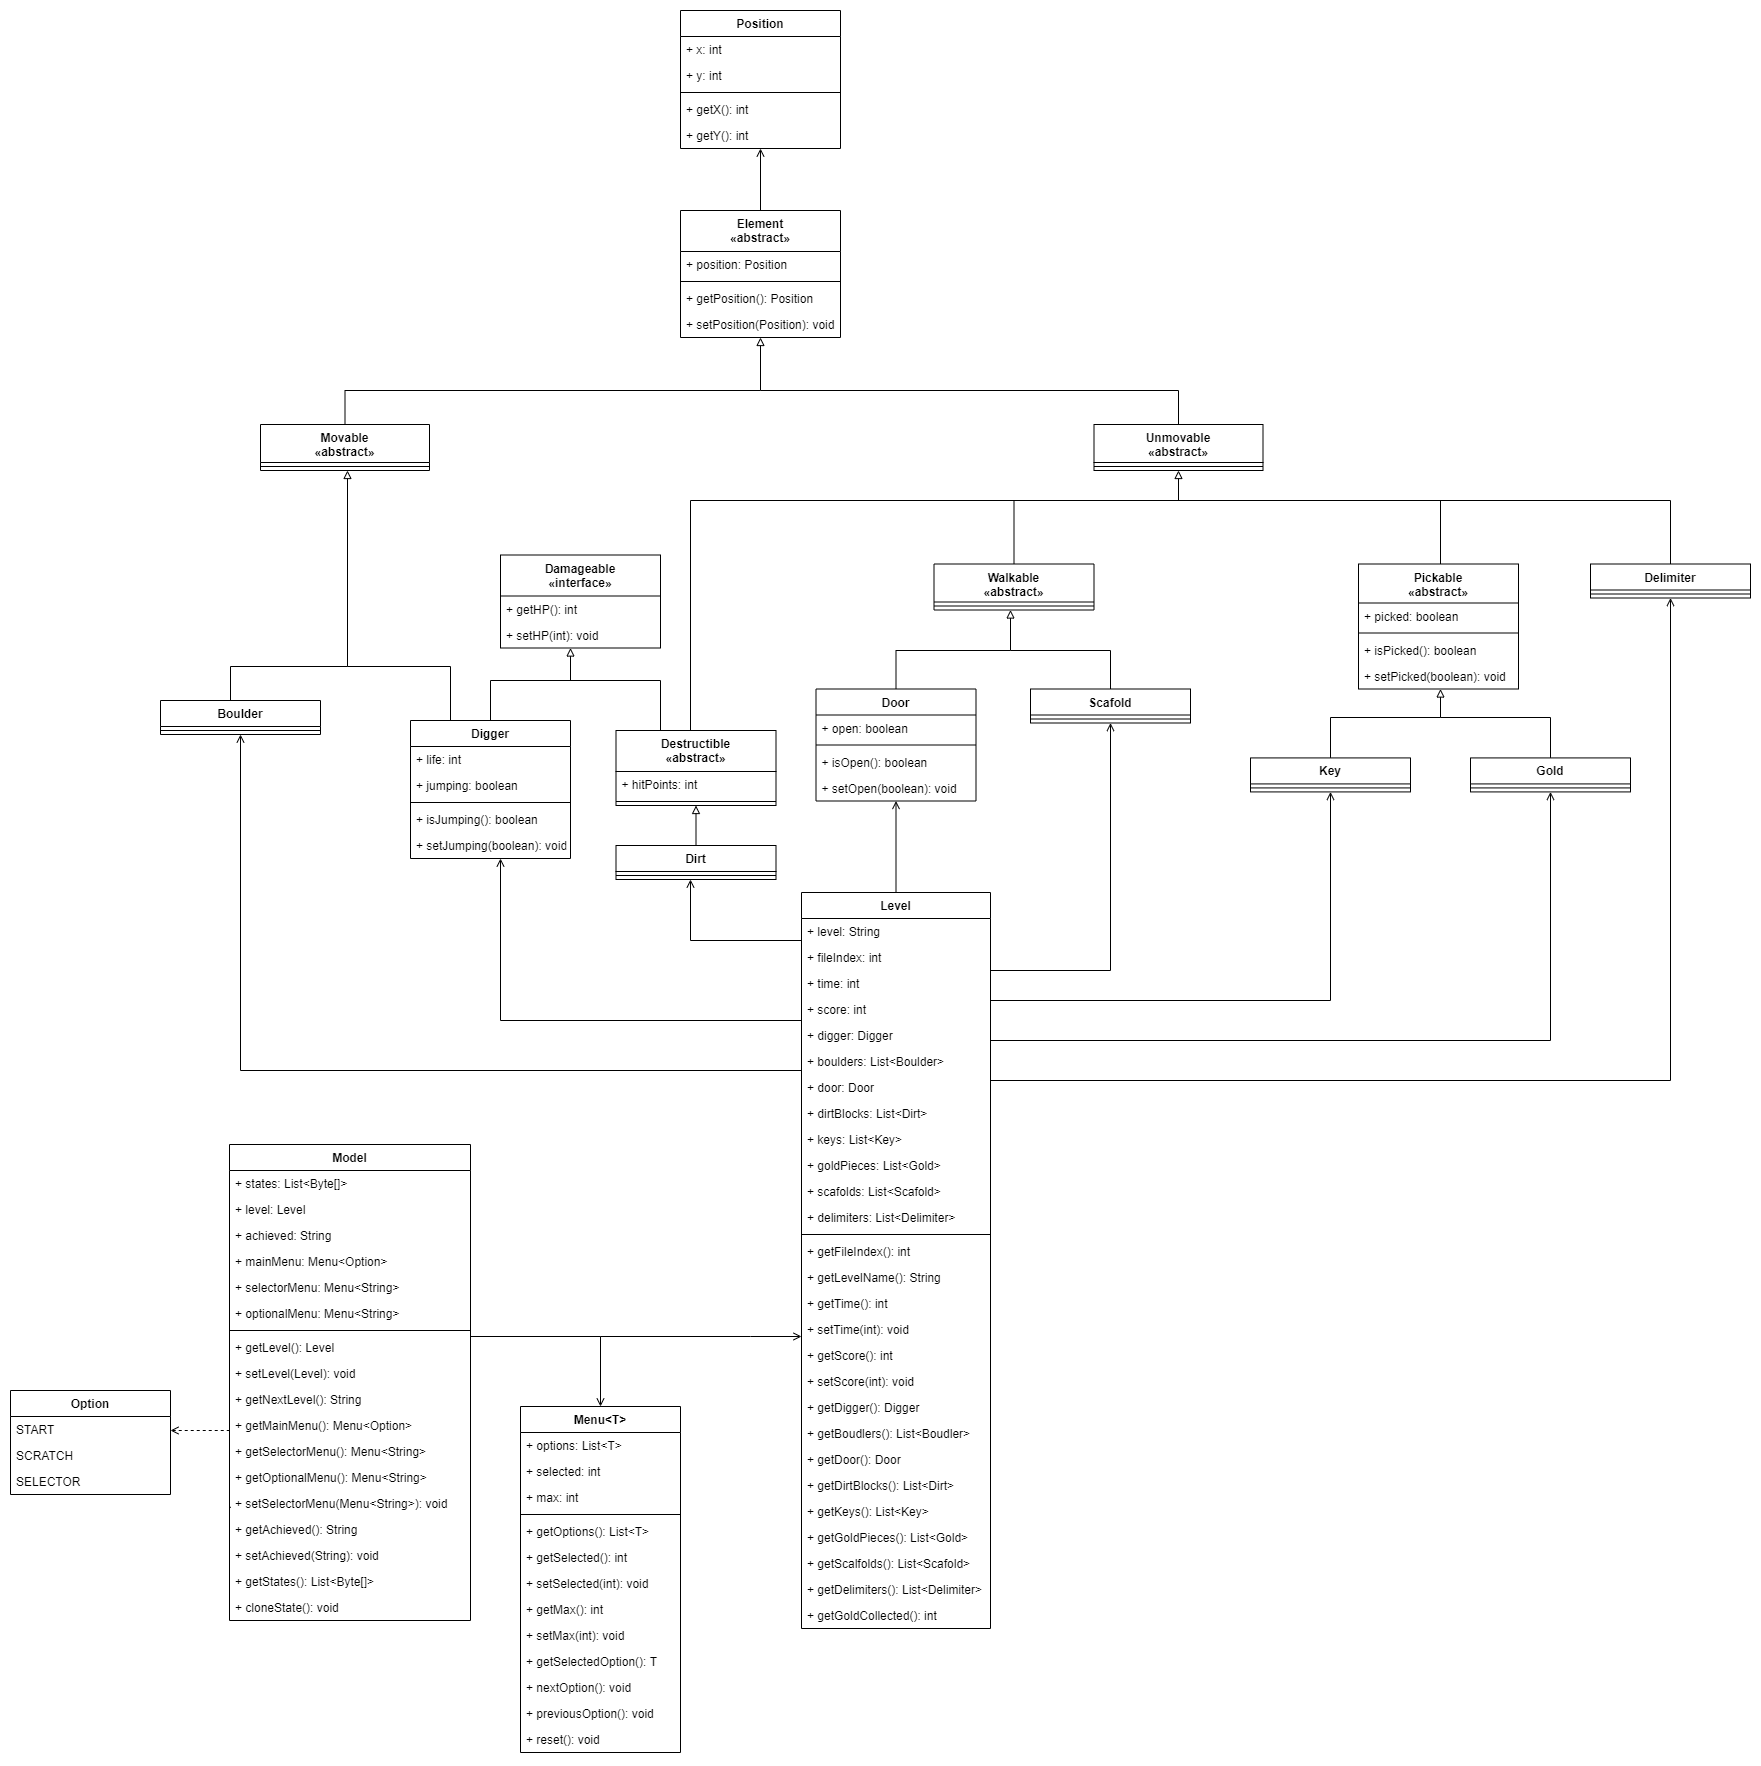 Position
+ x: int
+ y: int
+ getX(): int
+ getY(): int
Element
«abstract»
+ position: Position
+ getPosition(): Position
+ setPosition(Position): void
Movable
«abstract»
Unmovable
«abstract»
Damageable
«interface»
+ getHP(): int
+ setHP(int): void
Walkable
«abstract»
Pickable
«abstract»
+ picked: boolean
+ isPicked(): boolean
+ setPicked(boolean): void
Delimiter
Boulder
Digger
+ life: int
+ jumping: boolean
+ isJumping(): boolean
+ setJumping(boolean): void
Destructible
«abstract»
+ hitPoints: int
Door
+ open: boolean
+ isOpen(): boolean
+ setOpen(boolean): void
Scafold
Key
Gold
Dirt
Level
+ level: String
+ fileIndex: int
+ time: int
+ score: int
+ digger: Digger
+ boulders: List<Boulder>
+ door: Door
+ dirtBlocks: List<Dirt>
+ keys: List<Key>
+ goldPieces: List<Gold>
+ scafolds: List<Scafold>
+ delimiters: List<Delimiter>
+ getFileIndex(): int
+ getLevelName(): String
+ getTime(): int
+ setTime(int): void
+ getScore(): int
+ setScore(int): void
+ getDigger(): Digger
+ getBoudlers(): List<Boudler>
+ getDoor(): Door
+ getDirtBlocks(): List<Dirt>
+ getKeys(): List<Key>
+ getGoldPieces(): List<Gold>
+ getScalfolds(): List<Scafold>
+ getDelimiters(): List<Delimiter>
+ getGoldCollected(): int
Model
+ states: List<Byte[]>
+ level: Level
+ achieved: String
+ mainMenu: Menu<Option>
+ selectorMenu: Menu<String>
+ optionalMenu: Menu<String>
+ getLevel(): Level
+ setLevel(Level): void
+ getNextLevel(): String
+ getMainMenu(): Menu<Option>
+ getSelectorMenu(): Menu<String>
+ getOptionalMenu(): Menu<String>
+ setSelectorMenu(Menu<String>): void
+ getAchieved(): String
+ setAchieved(String): void
+ getStates(): List<Byte[]>
+ cloneState(): void
Option
START
SCRATCH
SELECTOR
Menu<T>
+ options: List<T>
+ selected: int
+ max: int
+ getOptions(): List<T>
+ getSelected(): int
+ setSelected(int): void
+ getMax(): int
+ setMax(int): void
+ getSelectedOption(): T
+ nextOption(): void
+ previousOption(): void
+ reset(): void